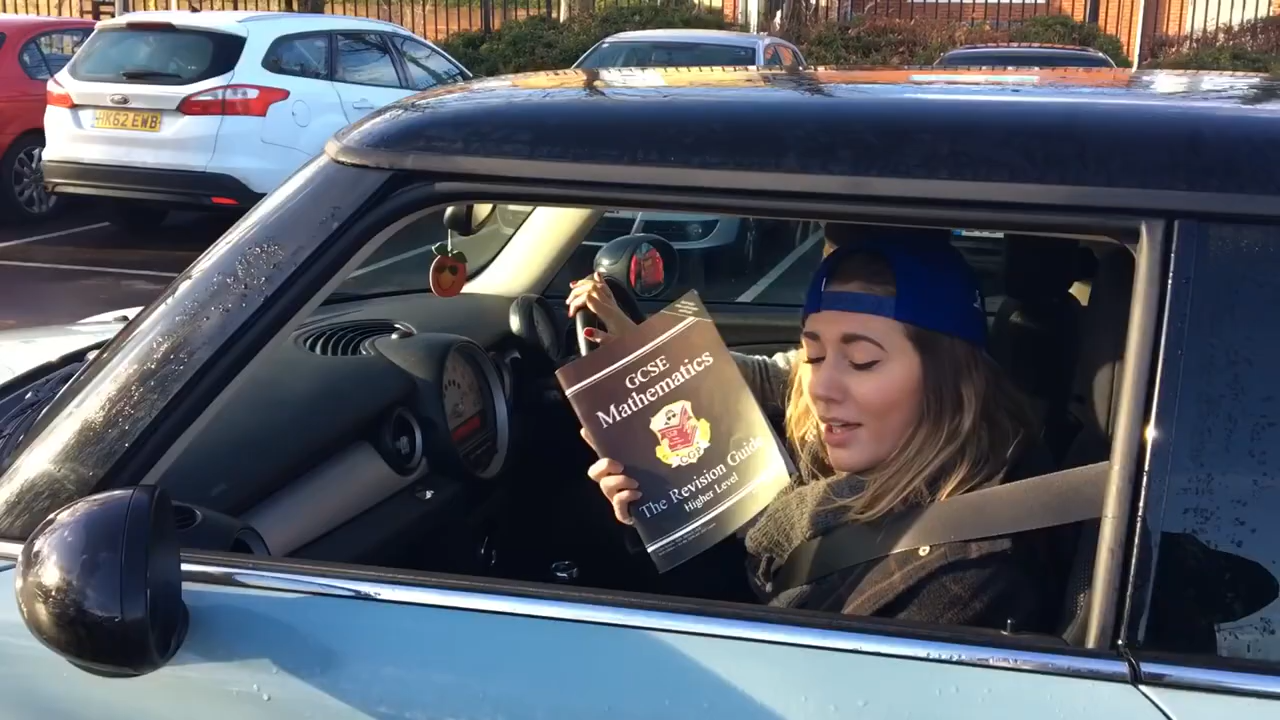 HK62 EWB
GCSE
Mathematics
CGP
The Revision Guide
Higher Level